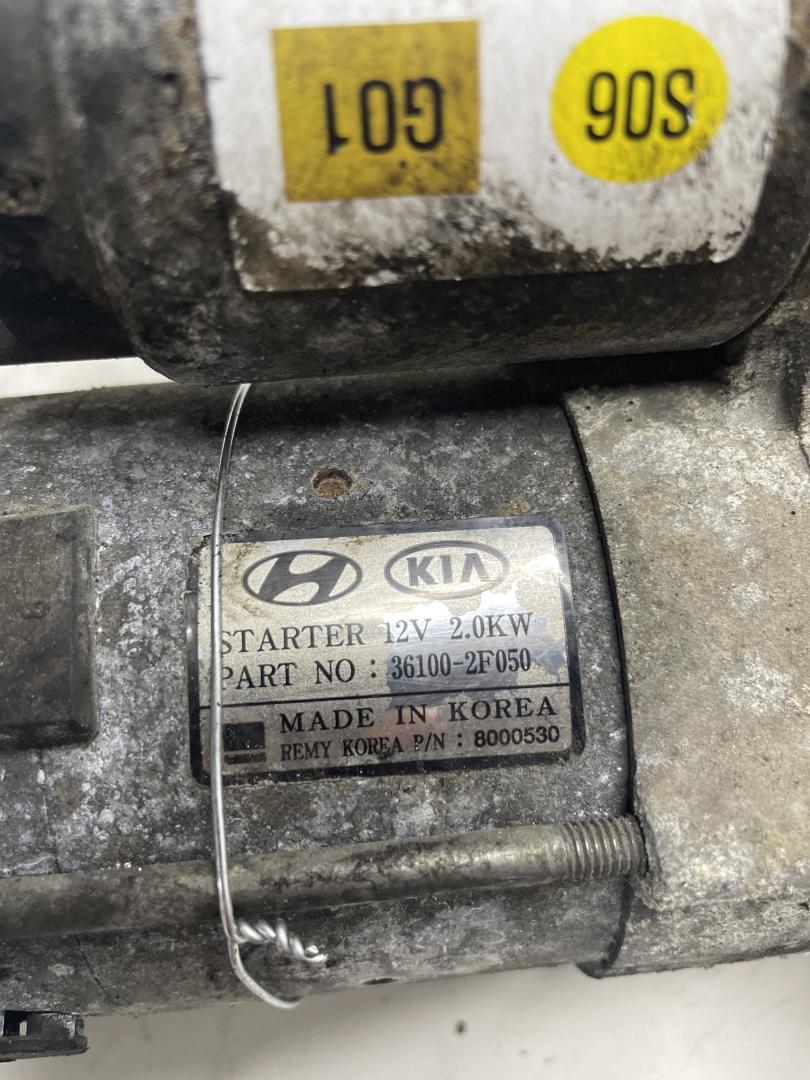 G01
S06
KIA
STARTER 12V 2.0KW
PART NO : 36100-2F050
MADE IN KOREA
REMY KOREA P/N : 8000530